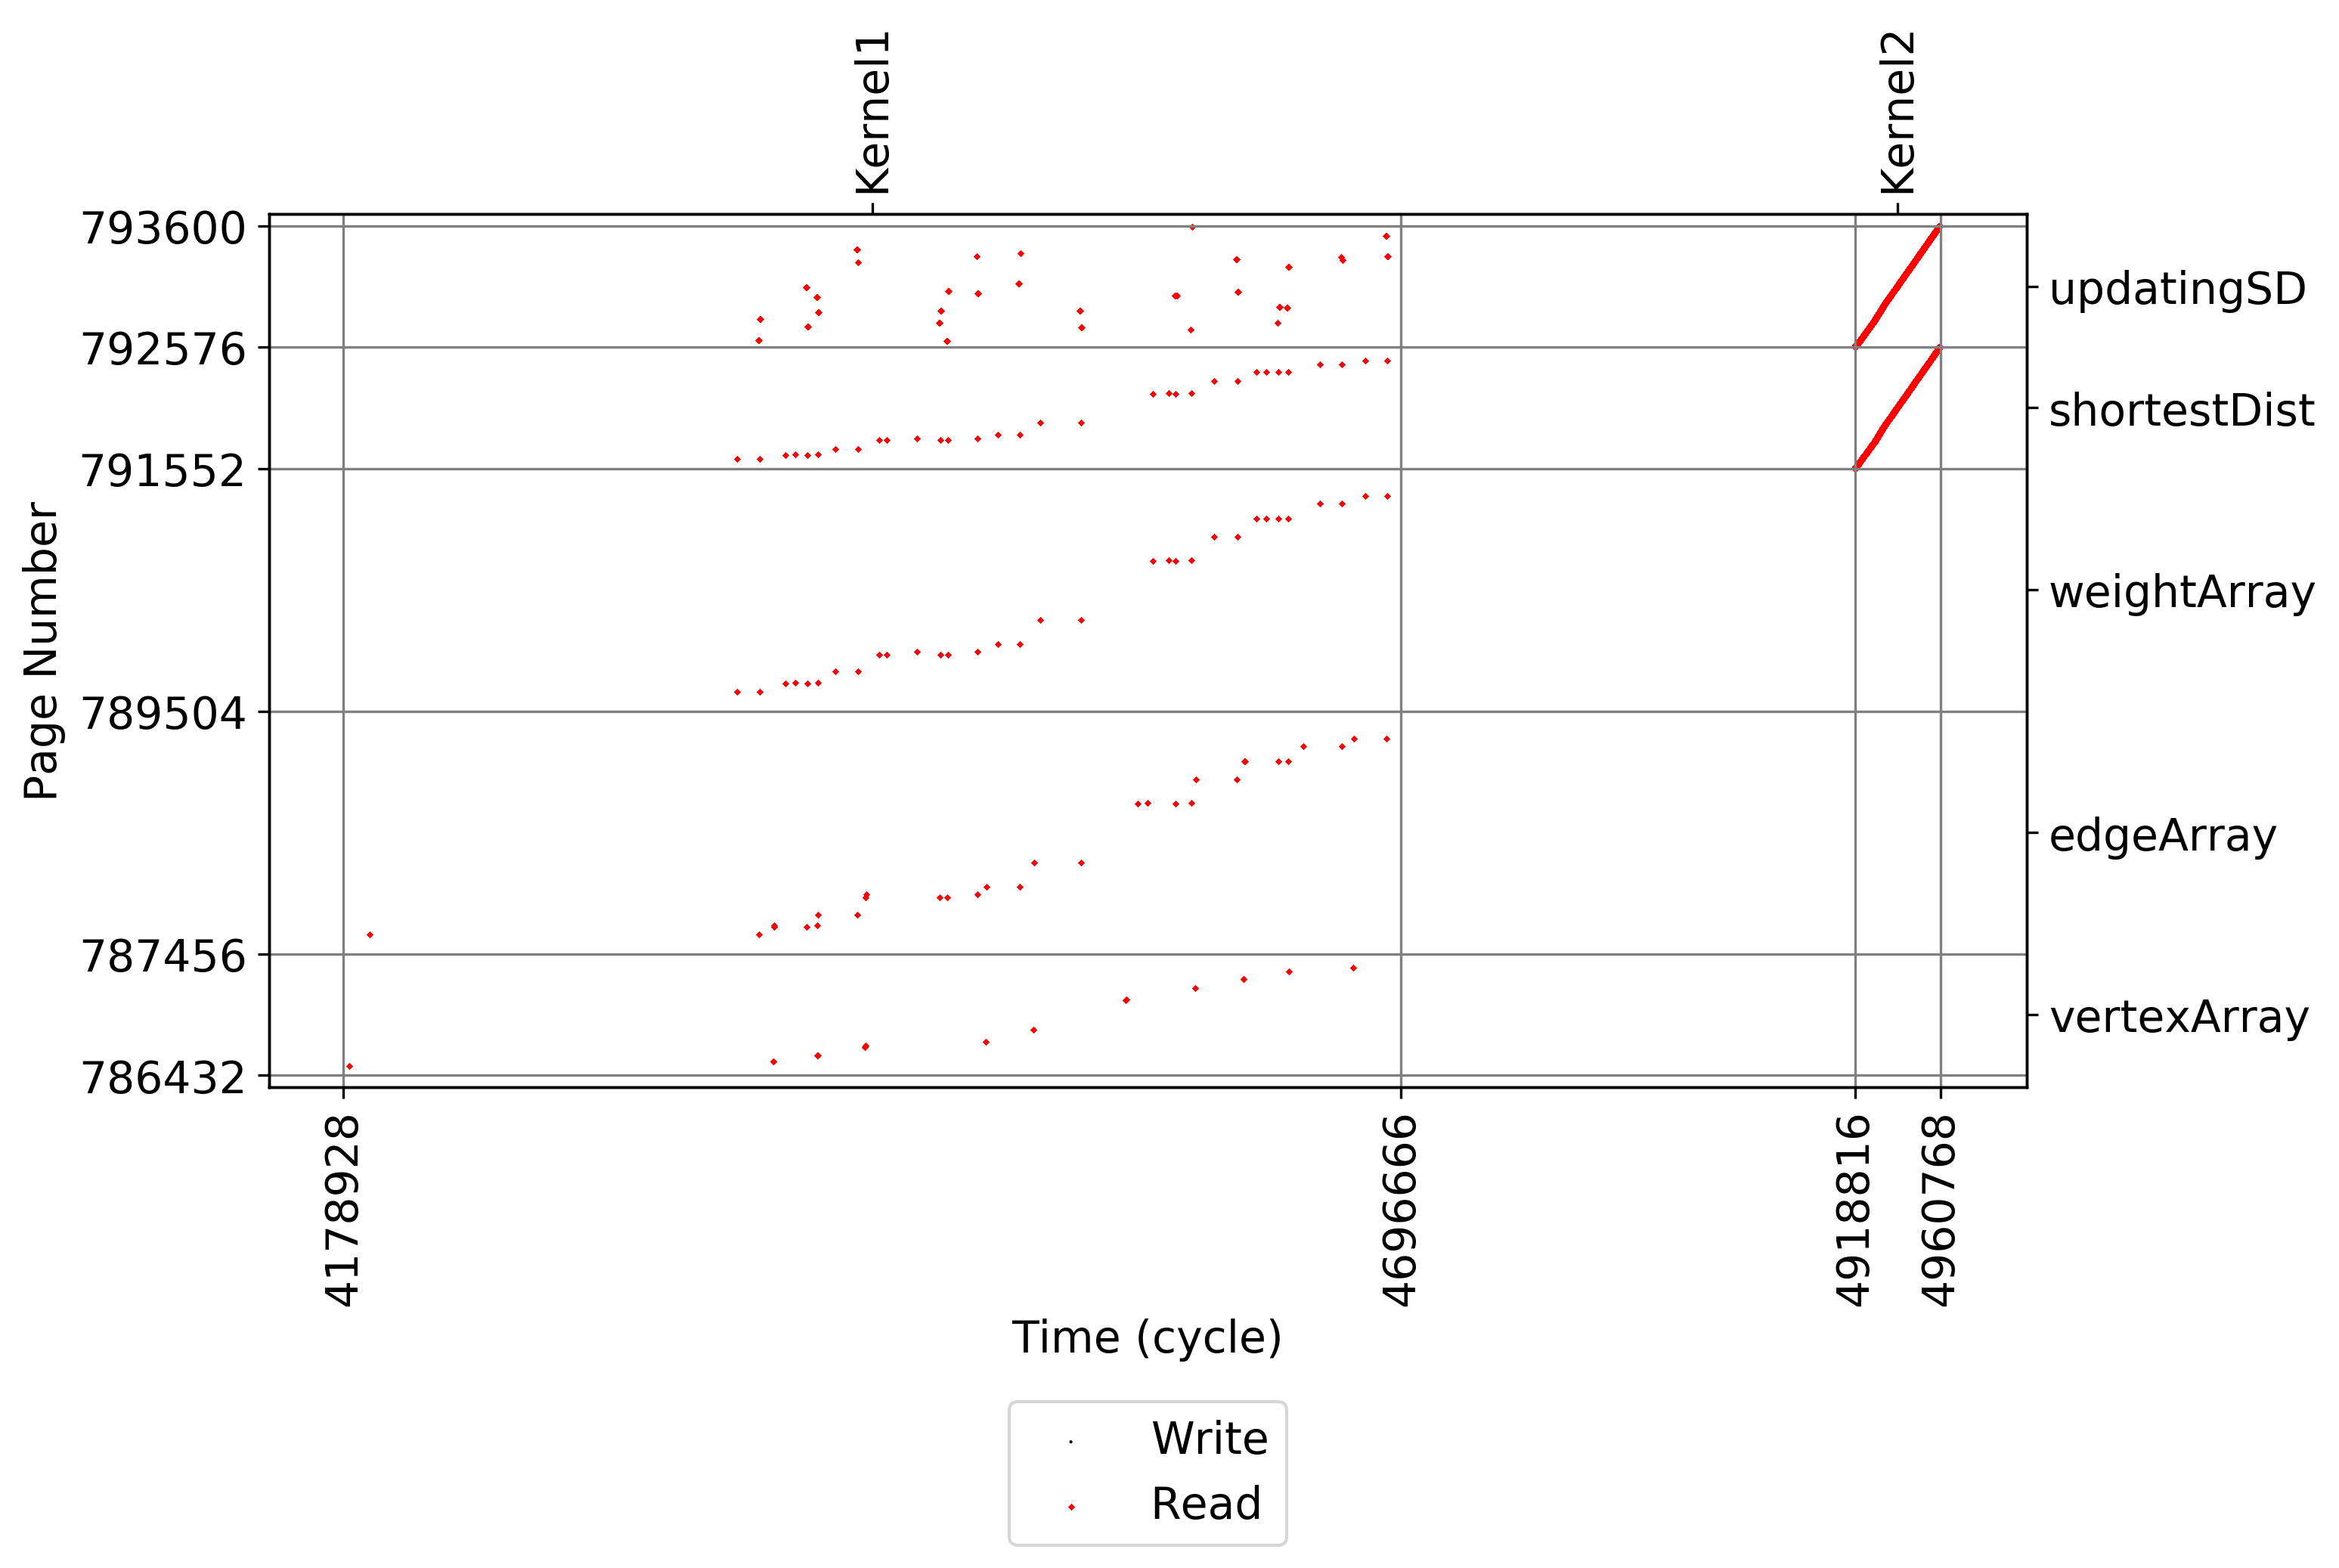 Kernel1
Kernel2
793600
792576
791552
789504
787456
786432
Page Number
updatingSD
shortestDist
weightArray
edgeArray
vertexArray
4178928
4696666
4918816
4960768
Time (cycle)
Write
Read